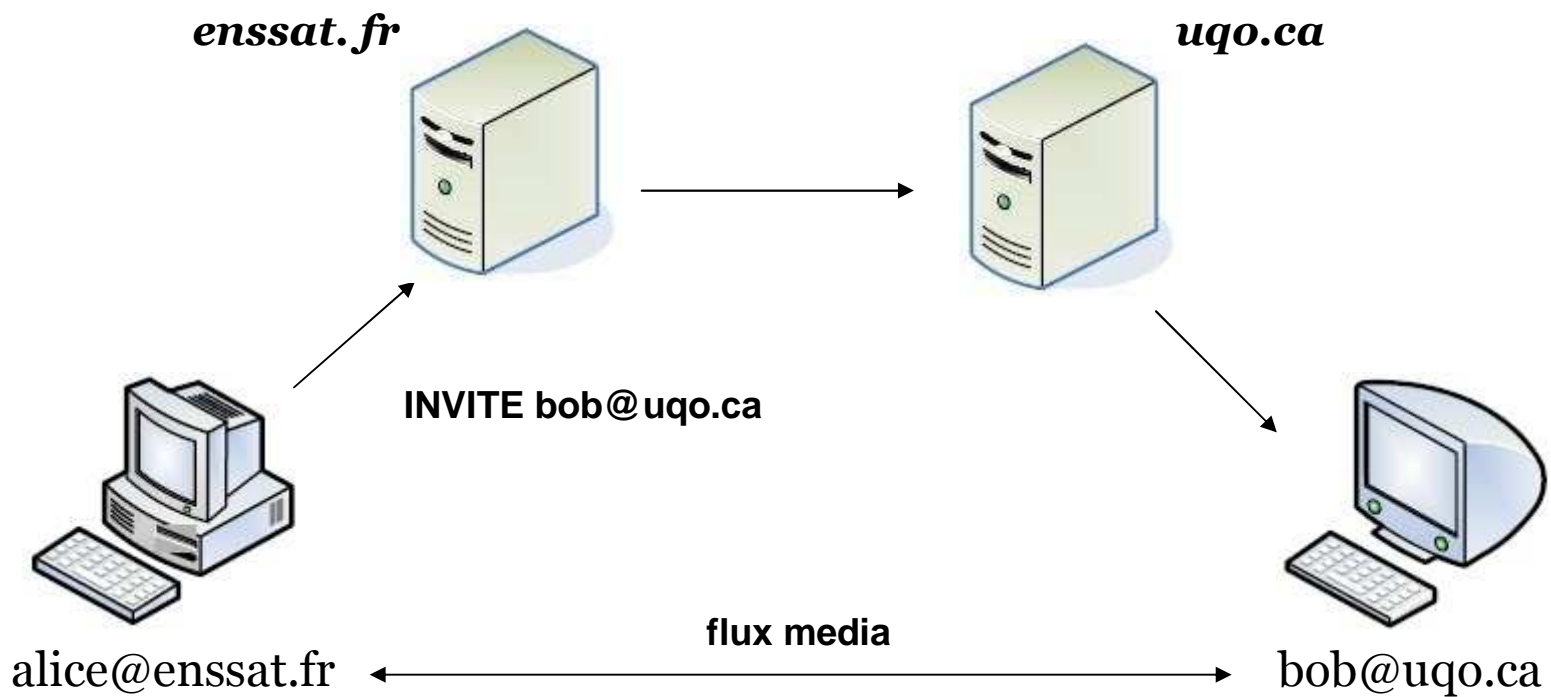 enssat.fr
uqo.ca
INVITE bob@uqo.ca
flux media
alice@enssat.fr
bob@uqo.ca